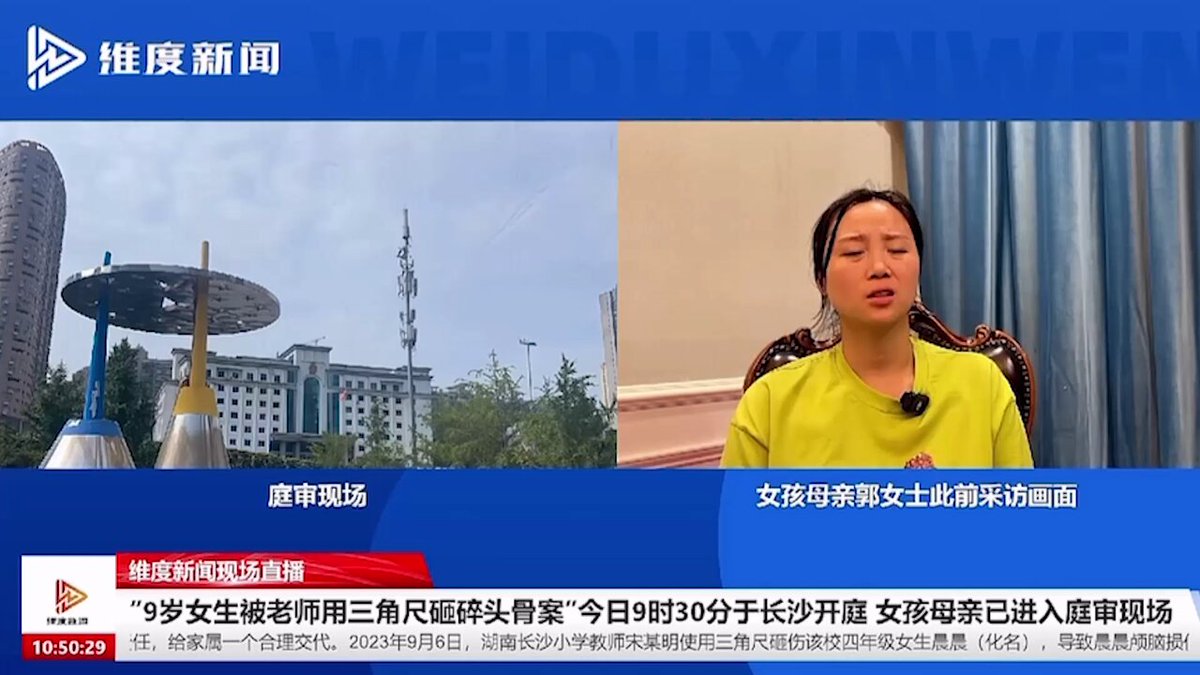 维度新闻
WEIDUXINWEN
庭审现场
女孩母亲郭女士此前采访画面
维度新闻现场直播
“9岁女生被老师用三角尺砸碎头骨案”今日9时30分于长沙开庭 女孩母亲已进入庭审现场
维度新闻
10:50:29
任，给家属一个合理交代。2023年9月6日，湖南长沙小学教师宋某明使用三角尺砸伤该校四年级女生晨晨（化名），导致晨晨颅脑损